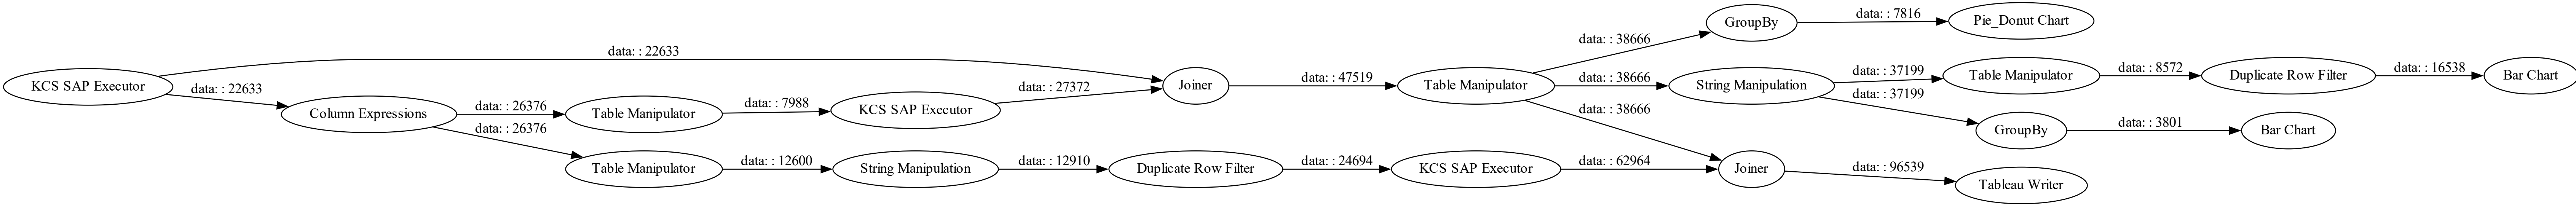 KCS SAP Executor
data: : 22633
data: : 22633
Column Expressions
data: : 26376
data: : 26376
Table Manipulator
data: : 7988
KCS SAP Executor
data: : 27372
Joiner
data: : 47519
Table Manipulator
data: : 38666
data: : 38666
data: : 38666
GroupBy
data: : 7816
Pie_Donut Chart
String Manipulation
data: : 37199
data: : 37199
Table Manipulator
data: : 8572
Duplicate Row Filter
data: : 16538
Bar Chart
GroupBy
data: : 3801
Bar Chart
Table Manipulator
data: : 12600
String Manipulation
data: : 12910
Duplicate Row Filter
data: : 24694
KCS SAP Executor
data: : 62964
Joiner
data: : 96539
Tableau Writer